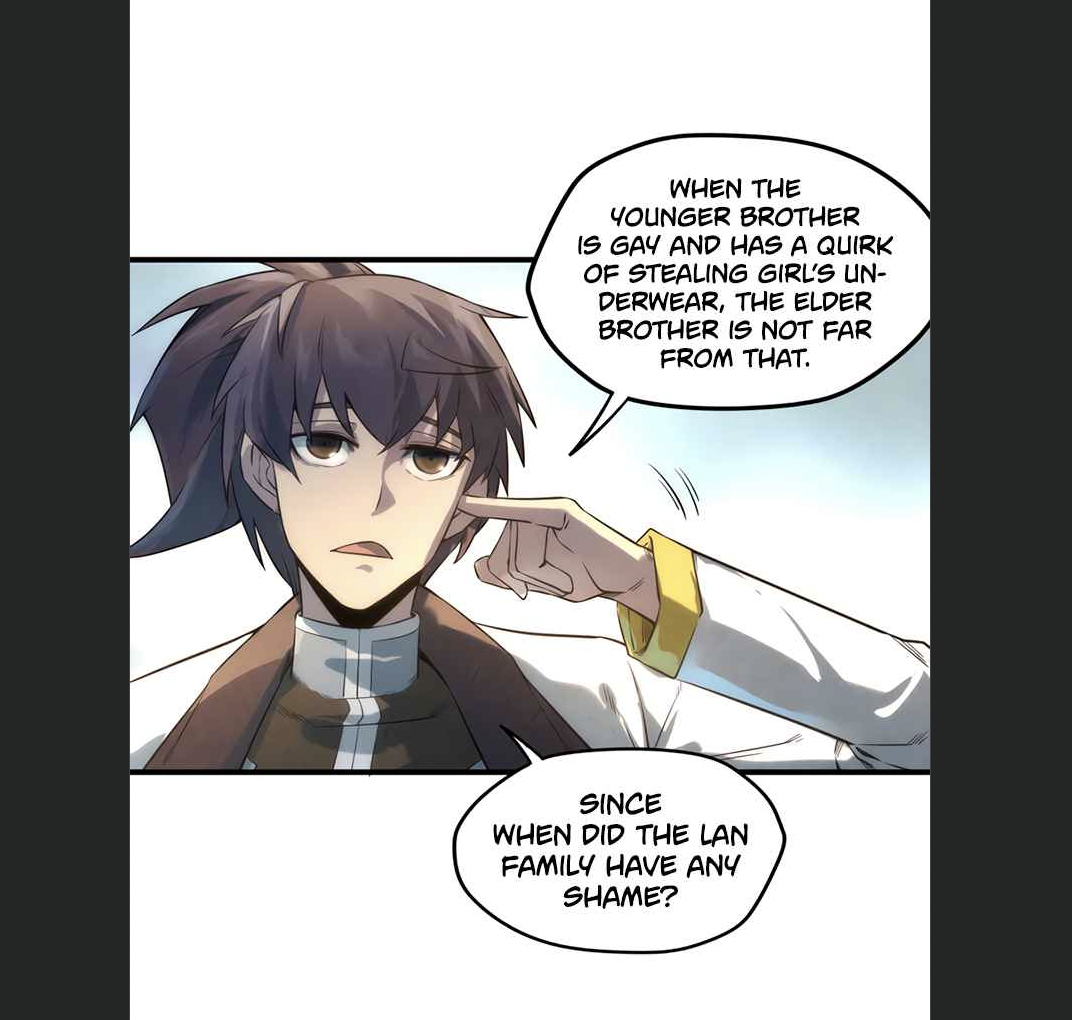 WHEN THE
YOUNGER BROTHER
IS GAY AND HAS A QUIRK
OF STEALING GIRL'S UN-
DERWEAR, THE ELDER
BROTHER IS NOT FAR
FROM THAT.
SINCE
WHEN DID THE LAN
FAMILY HAVE ANY
SHAME?